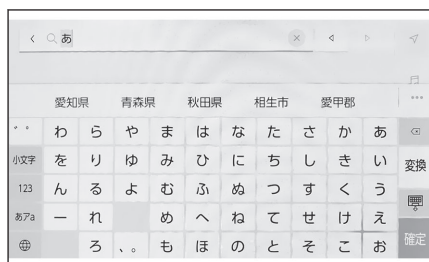 あ
愛知県 青森県 秋田県 相生市 愛甲郡
゛゜ わ ら や ま は な た さ か あ
小文字 を り ゆ み ひ に ち し き い 変換
123 ん る よ む ふ ぬ つ す く う
あアa ー れ め へ ね て せ け え
ろ 、。 も ほ の と そ こ お 確定